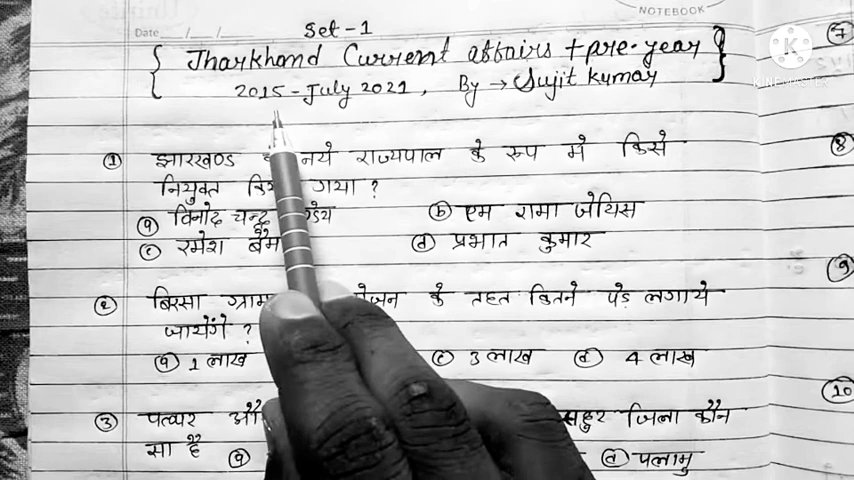 NOTEBOOK
Date
Set-1
Jharkhand Current affairs + pre-year
2015-July 2021, By → Sujit Kumar
① झारखण्ड नये राज्यपाल के रूप मे किसे
नियुक्त गया ?
ⓐ विनोद चन्द्र ⓑ एम रामा जेयिस
ⓒ रमेश बैस ⓓ प्रभात कुमार
② बिरसा ग्राम के तहत कितने पेड़ लगाये
जायेंगे ?
ⓐ 1 लाख ⓒ 3 लाख ⓓ 4 लाख
③ पत्थर जिला कौन
सा है ⓐ ⓓ पलामु
7
8
9
10
KINEMASTER